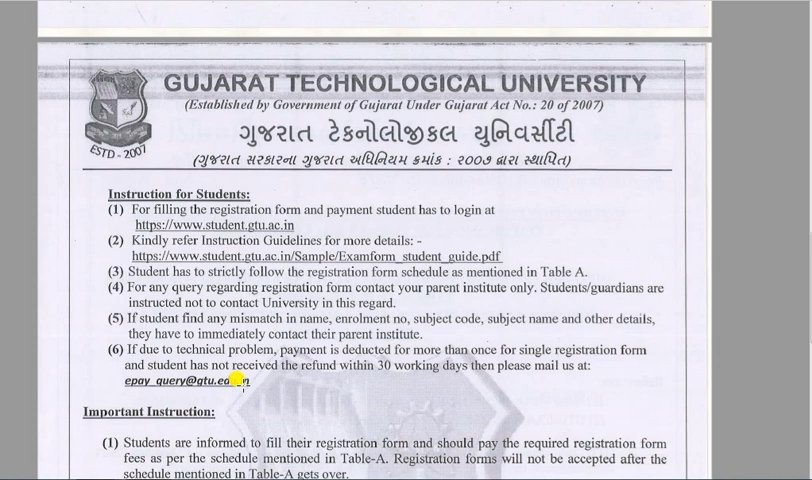 GUJARAT TECHNOLOGICAL UNIVERSITY
(Established by Government of Gujarat Under Gujarat Act No.: 20 of 2007)
ગુજરાત ટેકનોલોજીકલ યુનિવર્સીટી
(ગુજરાત સરકારના ગુજરાત અધિનિયમ ક્રમાંક : ૨૦૦૭ દ્વારા સ્થાપિત)
ESTD - 2007
Instruction for Students:
(1) For filling the registration form and payment student has to login at
https://www.student.gtu.ac.in
(2) Kindly refer Instruction Guidelines for more details: -
https://www.student.gtu.ac.in/Sample/Examform_student_guide.pdf
(3) Student has to strictly follow the registration form schedule as mentioned in Table A.
(4) For any query regarding registration form contact your parent institute only. Students/guardians are
instructed not to contact University in this regard.
(5) If student find any mismatch in name, enrolment no, subject code, subject name and other details,
they have to immediately contact their parent institute.
(6) If due to technical problem, payment is deducted for more than once for single registration form
and student has not received the refund within 30 working days then please mail us at:
Important Instruction:
(1) Students are informed to fill their registration form and should pay the required registration form
fees as per the schedule mentioned in Table-A. Registration forms will not be accepted after the
schedule mentioned in Table-A gets over.